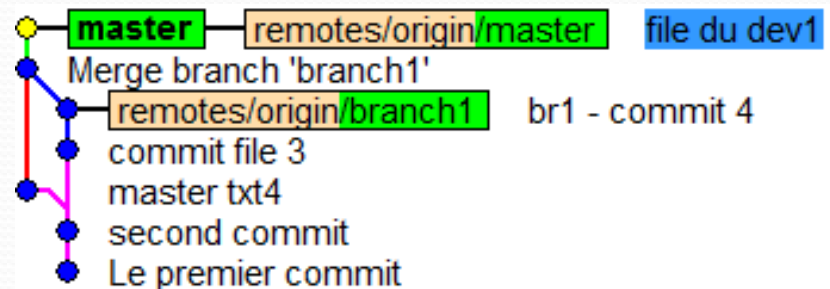 master remotes/origin/master file du dev1
Merge branch 'branch1'
remotes/origin/branch1 br1 - commit 4
commit file 3
master txt4
second commit
Le premier commit